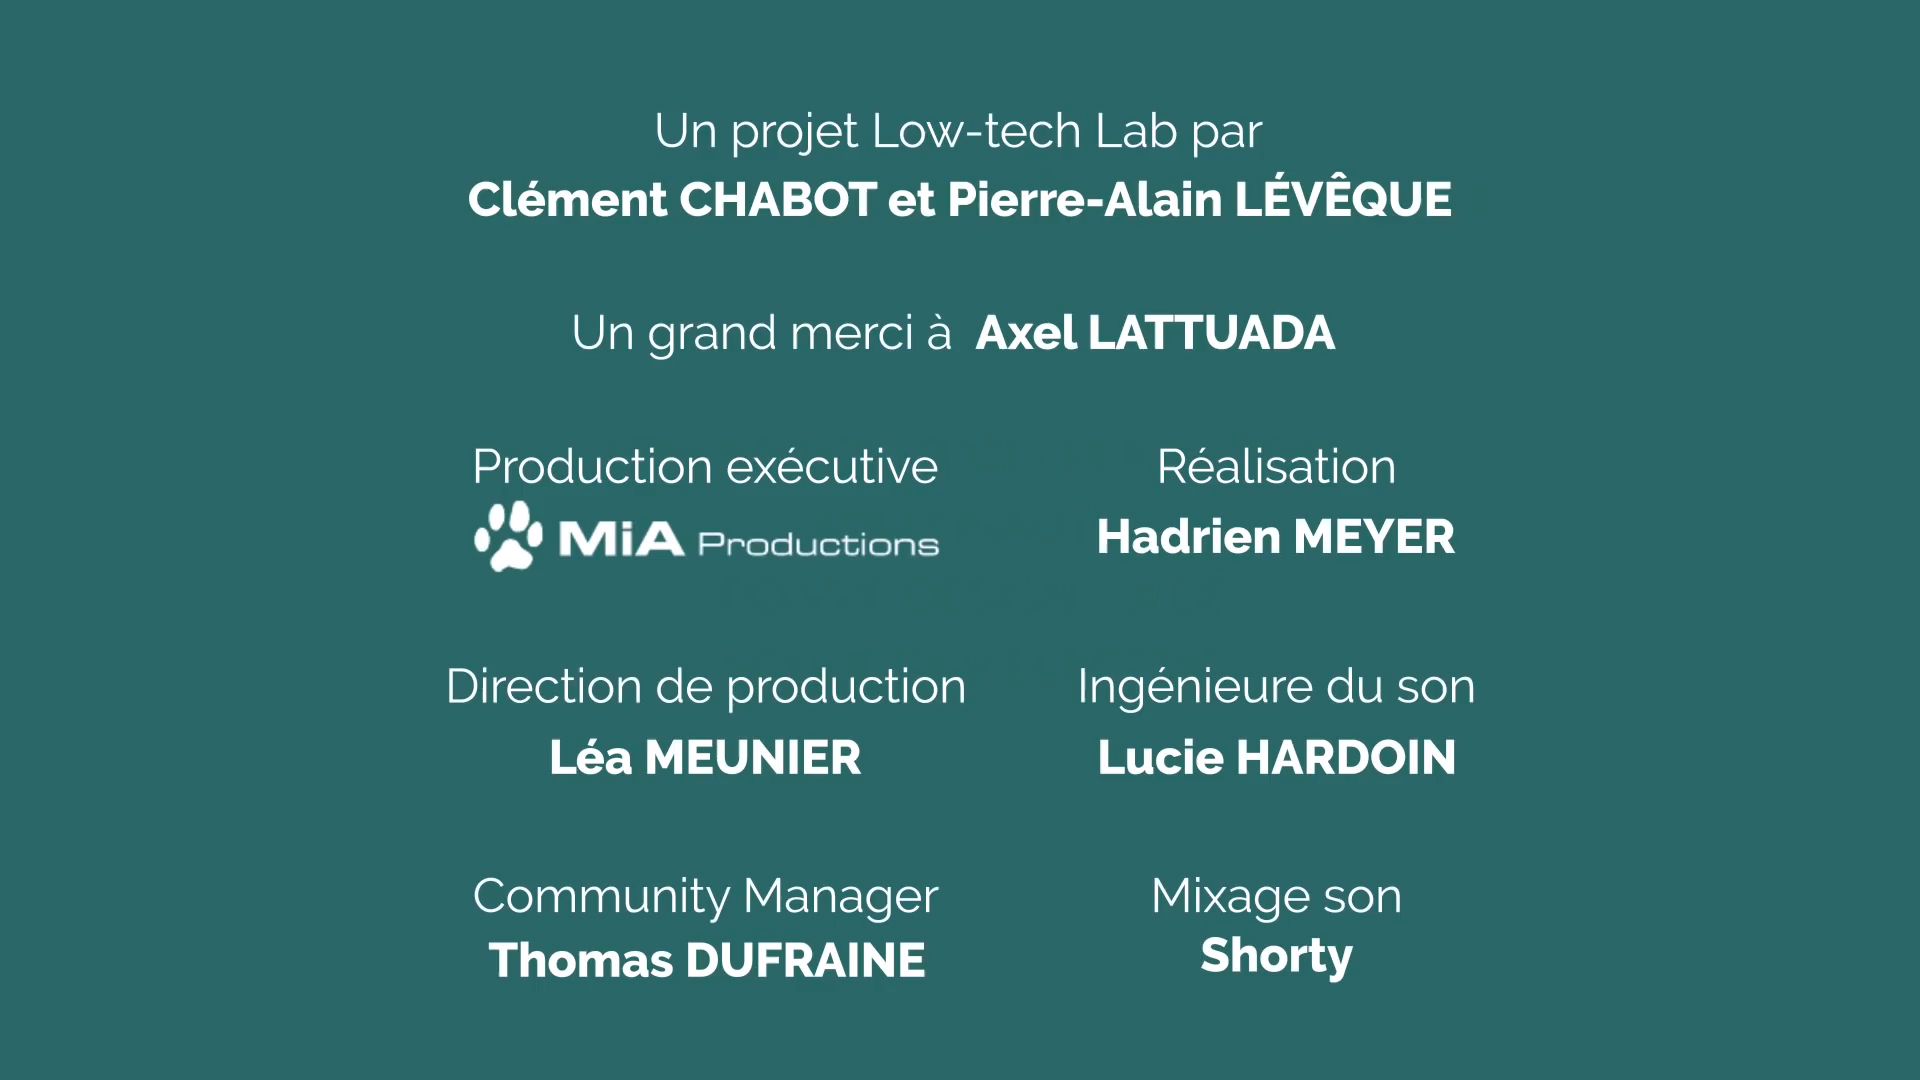 Un projet Low-tech Lab par
Clément CHABOT et Pierre-Alain LÉVÊQUE
Un grand merci à Axel LATTUADA
Production exécutive
MiA Productions
Réalisation
Hadrien MEYER
Direction de production
Léa MEUNIER
Ingénieure du son
Lucie HARDOIN
Community Manager
Thomas DUFRAINE
Mixage son
Shorty